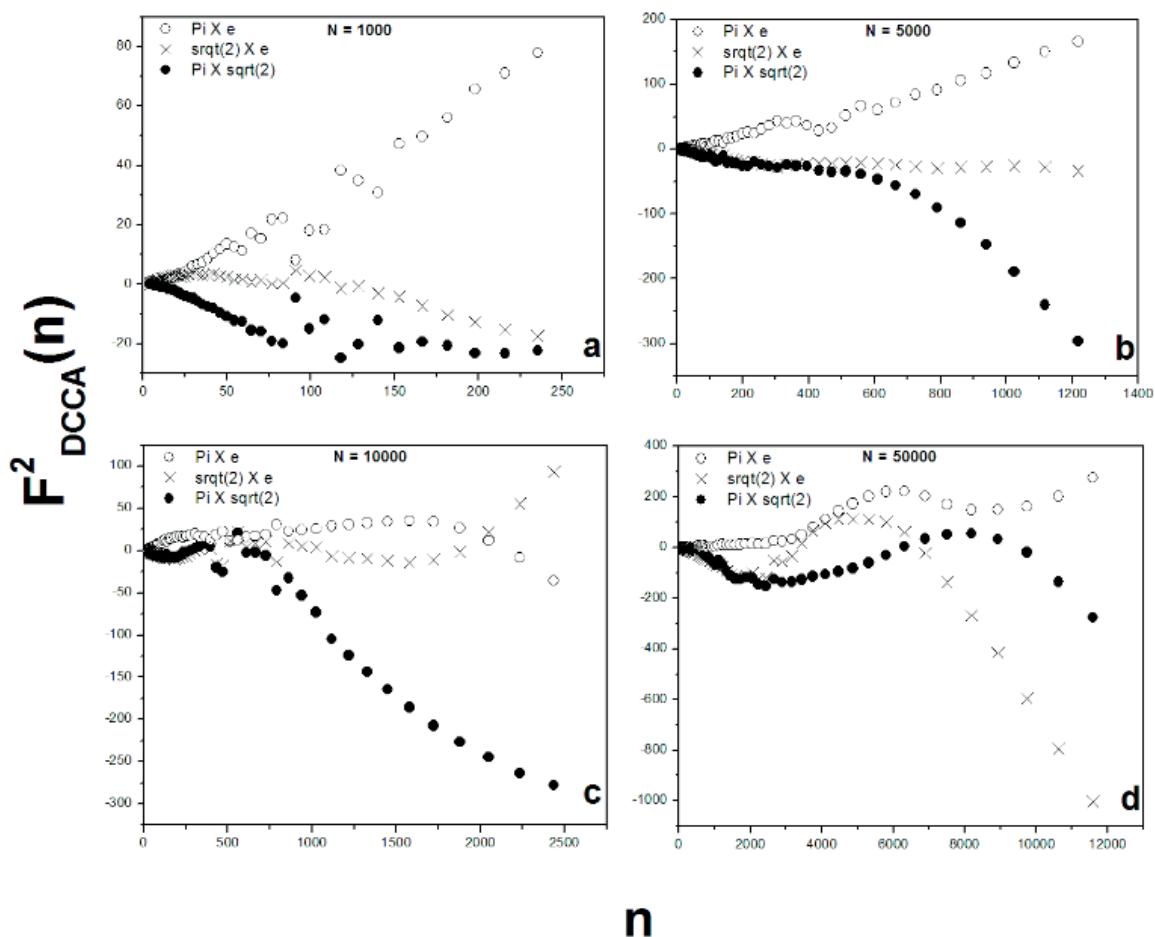 F²DCCA(n)
Pi X e
srqt(2) X e
Pi X sqrt(2)
N = 1000
80
60
40
20
0
-20
0
50
100
150
200
250
a
Pi X e
srqt(2) X e
Pi X sqrt(2)
N = 5000
200
100
0
-100
-200
-300
0
200
400
600
800
1000
1200
1400
b
Pi X e
srqt(2) X e
Pi X sqrt(2)
N = 10000
100
50
0
-50
-100
-150
-200
-250
-300
0
500
1000
1500
2000
2500
c
Pi X e
srqt(2) X e
Pi X sqrt(2)
N = 50000
400
200
0
-200
-400
-600
-800
-1000
0
2000
4000
6000
8000
10000
12000
d
n